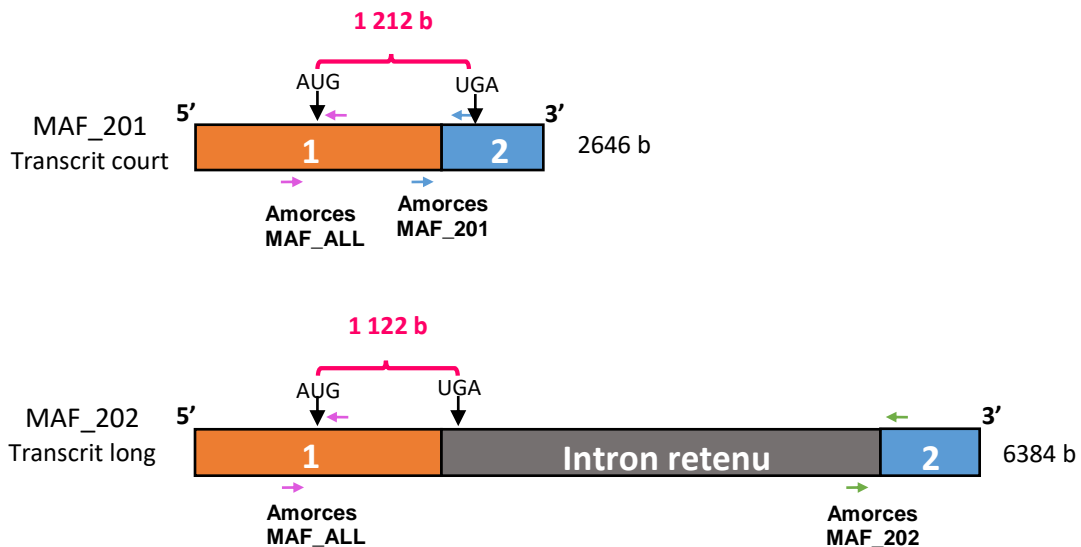 1 212 b
AUG
UGA
5’
3’
MAF_201
Transcrit court
1
2
2646 b
Amorces
MAF_ALL
Amorces
MAF_201
1 122 b
AUG
UGA
5’
3’
MAF_202
Transcrit long
1
Intron retenu
2
6384 b
Amorces
MAF_ALL
Amorces
MAF_202